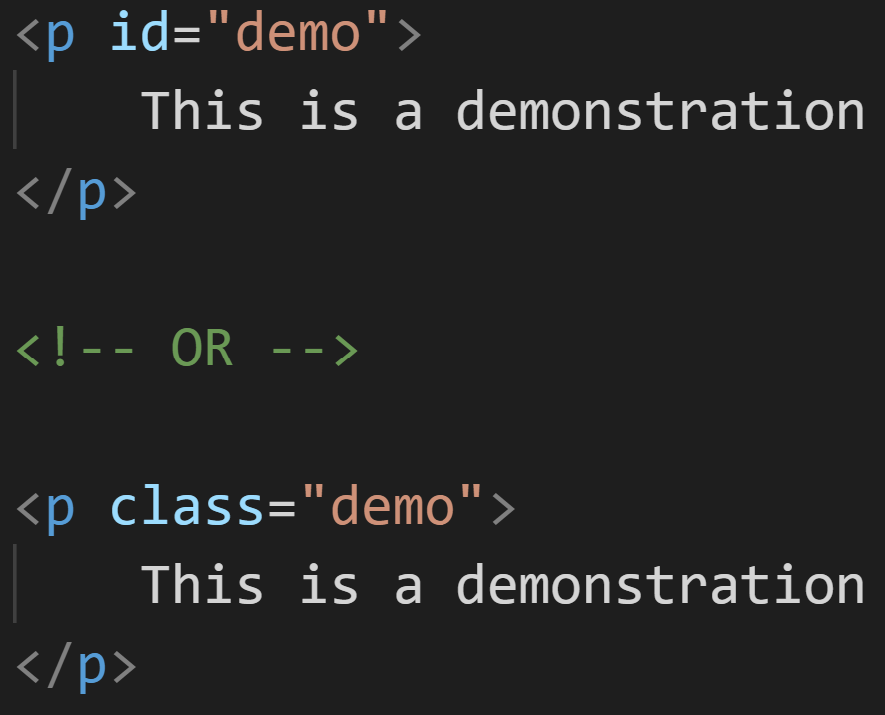 <p id="demo">
    This is a demonstration
</p>
<!-- OR -->
<p class="demo">
    This is a demonstration
</p>